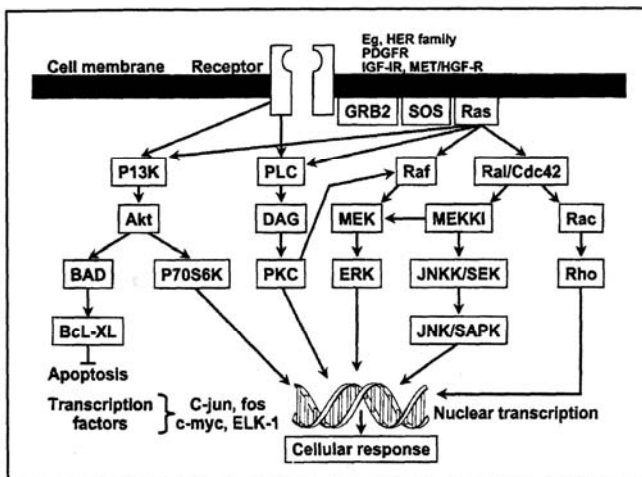 Eg, HER family
PDGFR
IGF-IR, MET/HGF-R
Cell membrane Receptor
GRB2 SOS Ras
P13K PLC Raf Ral/Cdc42
Akt DAG MEK MEKKI Rac
BAD P70S6K PKC ERK JNKK/SEK Rho
BcL-XL JNK/SAPK
Apoptosis
Transcription factors
C-jun, fos
c-myc, ELK-1
Nuclear transcription
Cellular response